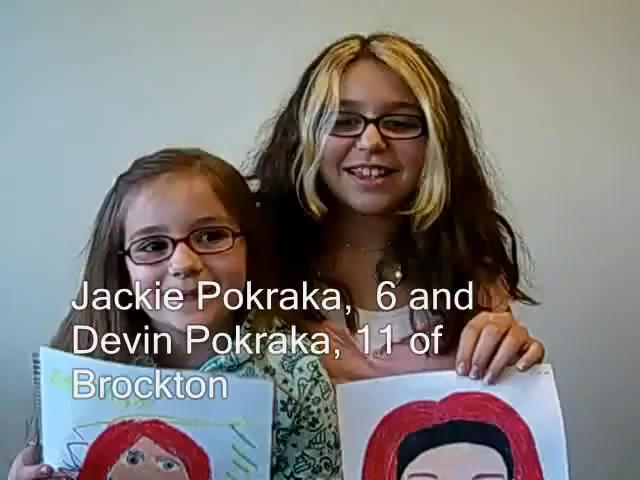 Jackie Pokraka,  6 and
Devin Pokraka, 11 of
Brockton